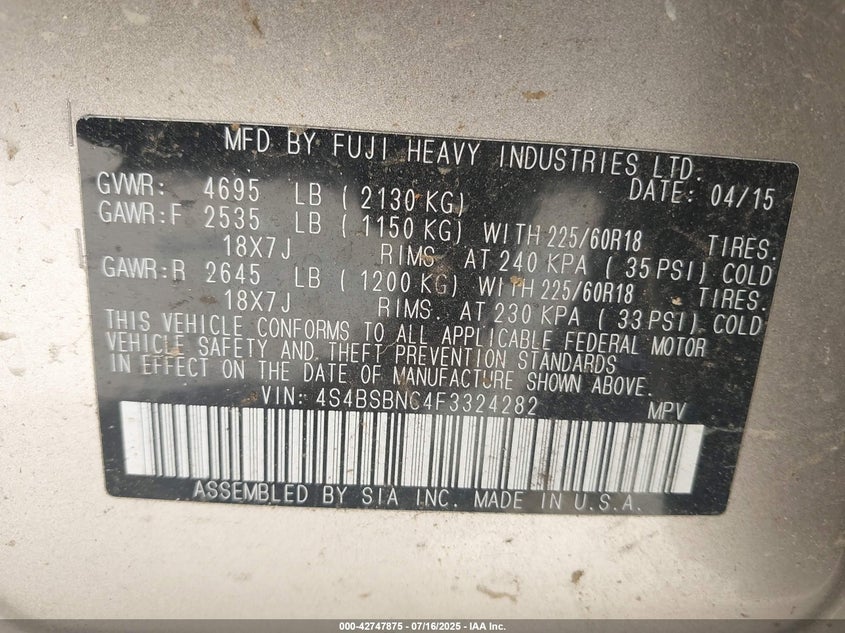 MFD BY FUJI HEAVY INDUSTRIES LTD.
GVWR: 4695 LB ( 2130 KG) DATE: 04/15
GAWR:F 2535 LB ( 1150 KG) WITH 225/60R18 TIRES.
18X7J RIMS. AT 240 KPA ( 35 PSI) COLD
GAWR:R 2645 LB ( 1200 KG) WITH 225/60R18 TIRES.
18X7J RIMS. AT 230 KPA ( 33 PSI) COLD
THIS VEHICLE CONFORMS TO ALL APPLICABLE FEDERAL MOTOR
VEHICLE SAFETY AND THEFT PREVENTION STANDARDS
IN EFFECT ON THE DATE OF MANUFACTURE SHOWN ABOVE.
VIN: 4S4BSBNC4F3324282 MPV
ASSEMBLED BY SIA INC. MADE IN U.S.A.
000-42747875 - 07/16/2025 - IAA Inc.